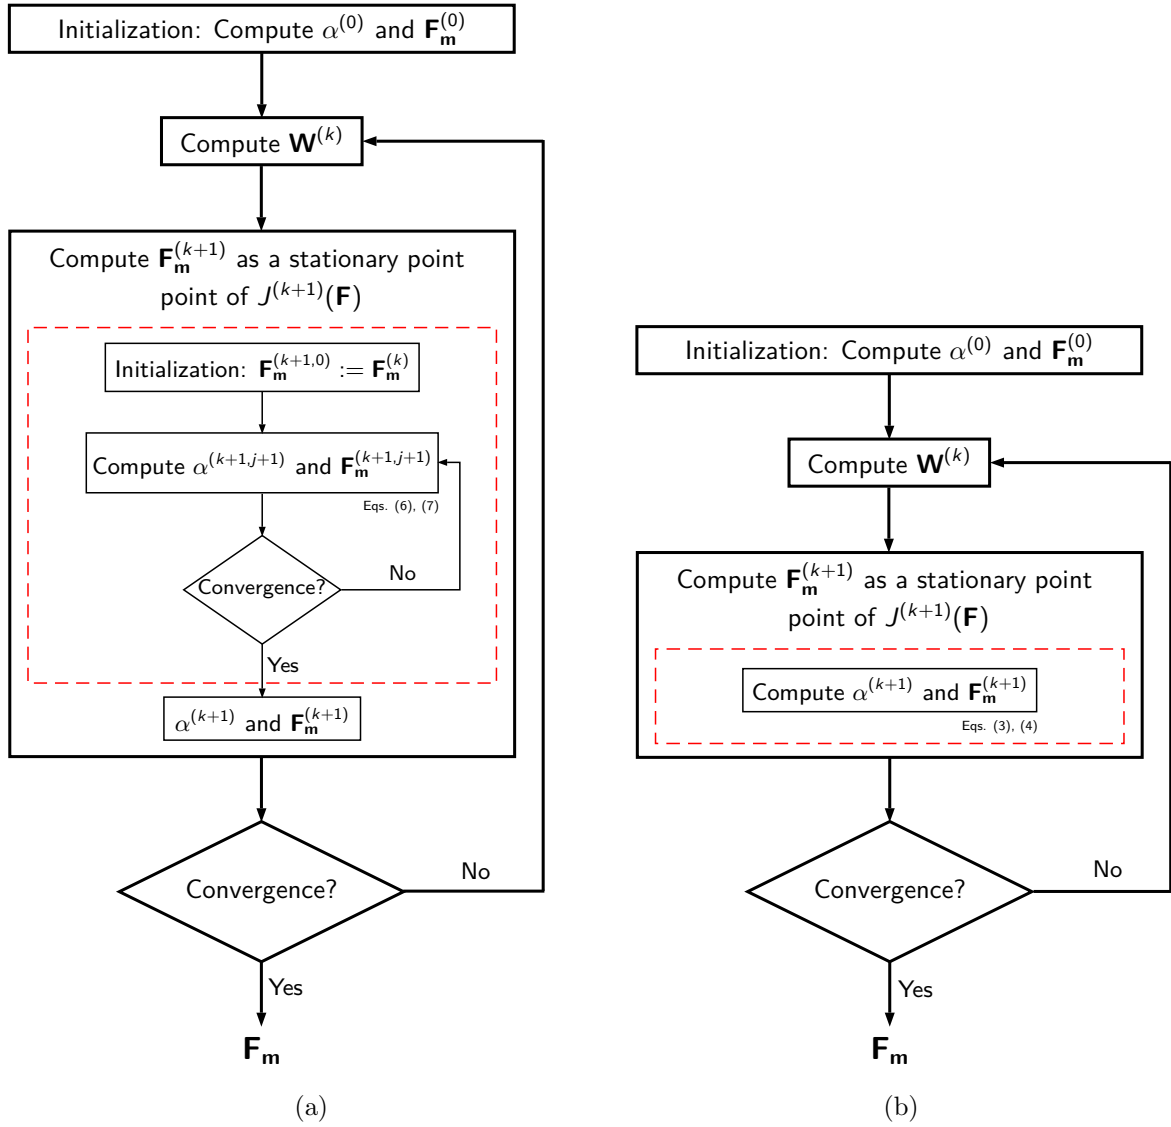 Initialization: Compute α^(0) and F_m^(0)
Compute W^(k)
Compute F_m^(k+1) as a stationary point
point of J^(k+1)(F)
Initialization: F_m^(k+1,0) := F_m^(k)
Compute α^(k+1,j+1) and F_m^(k+1,j+1)
Eqs. (6), (7)
Convergence?
No
Yes
α^(k+1) and F_m^(k+1)
Convergence?
No
Yes
F_m
(a)
Initialization: Compute α^(0) and F_m^(0)
Compute W^(k)
Compute F_m^(k+1) as a stationary point
point of J^(k+1)(F)
Compute α^(k+1) and F_m^(k+1)
Eqs. (3), (4)
Convergence?
No
Yes
F_m
(b)